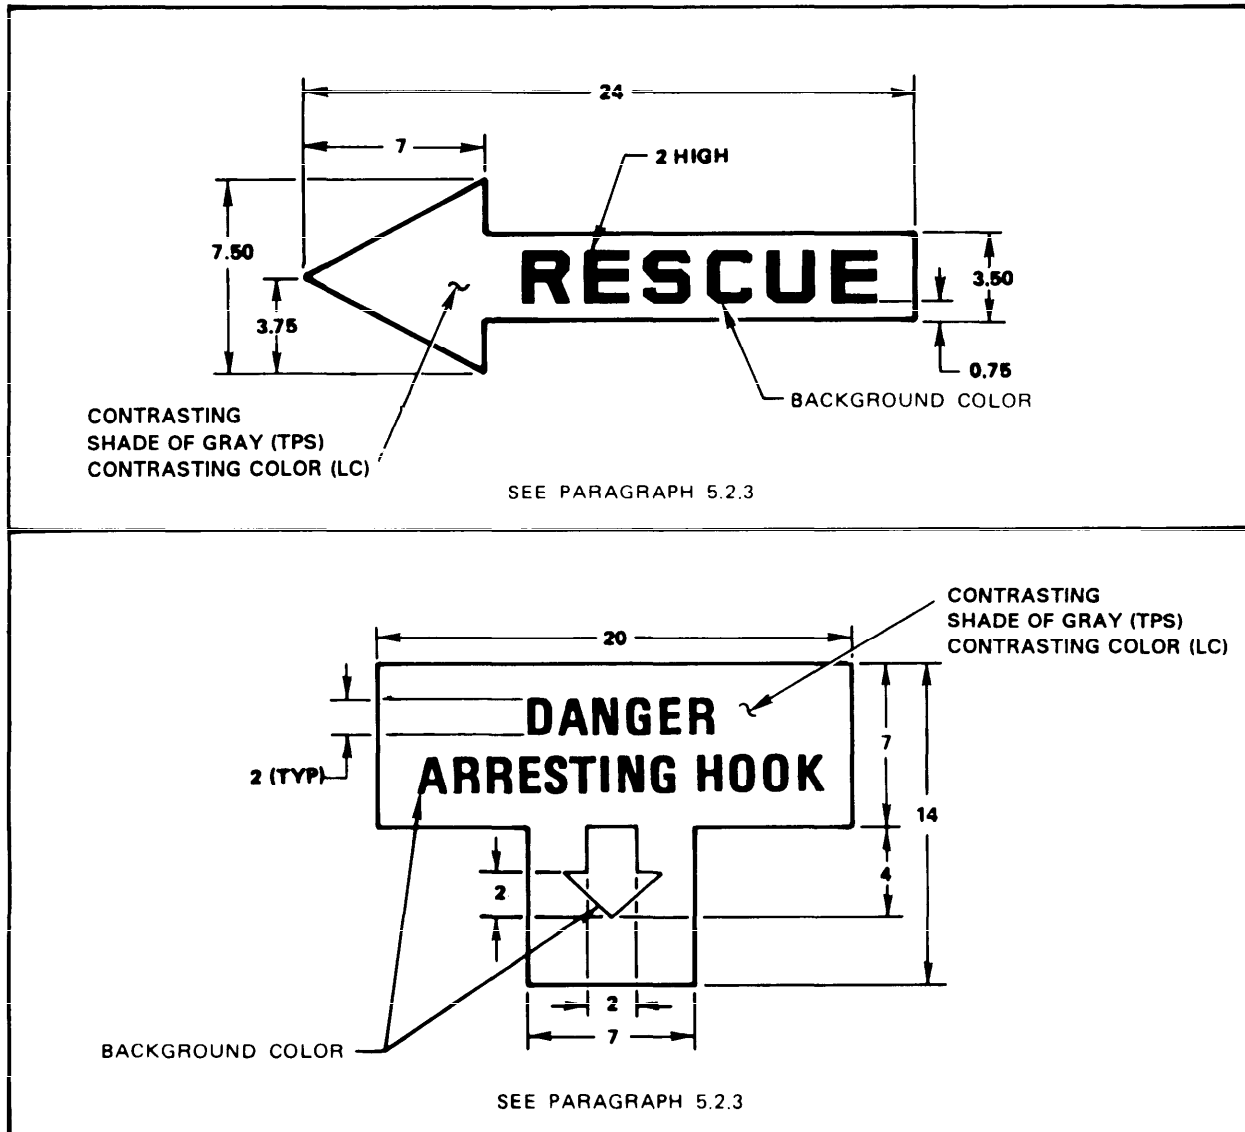 24
7
2 HIGH
7.50
RESCUE
3.50
3.75
0.75
BACKGROUND COLOR
CONTRASTING
SHADE OF GRAY (TPS)
CONTRASTING COLOR (LC)
SEE PARAGRAPH 5.2.3
CONTRASTING
SHADE OF GRAY (TPS)
CONTRASTING COLOR (LC)
20
DANGER
7
2 (TYP)
ARRESTING HOOK
14
4
2
2
7
BACKGROUND COLOR
SEE PARAGRAPH 5.2.3